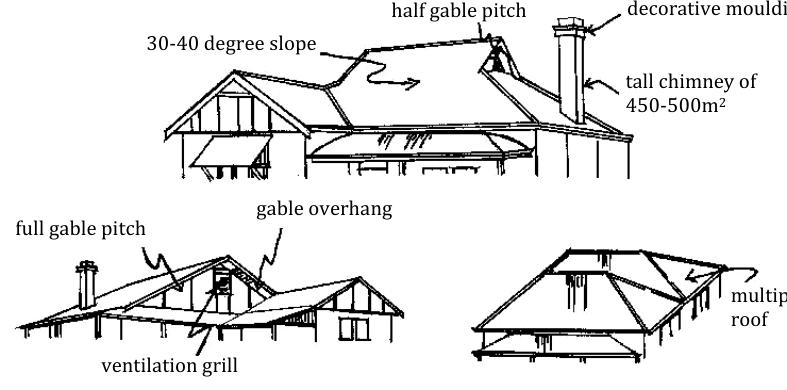 half gable pitch
decorative mouldi
30-40 degree slope
tall chimney of
450-500m²
gable overhang
full gable pitch
multip
roof
ventilation grill